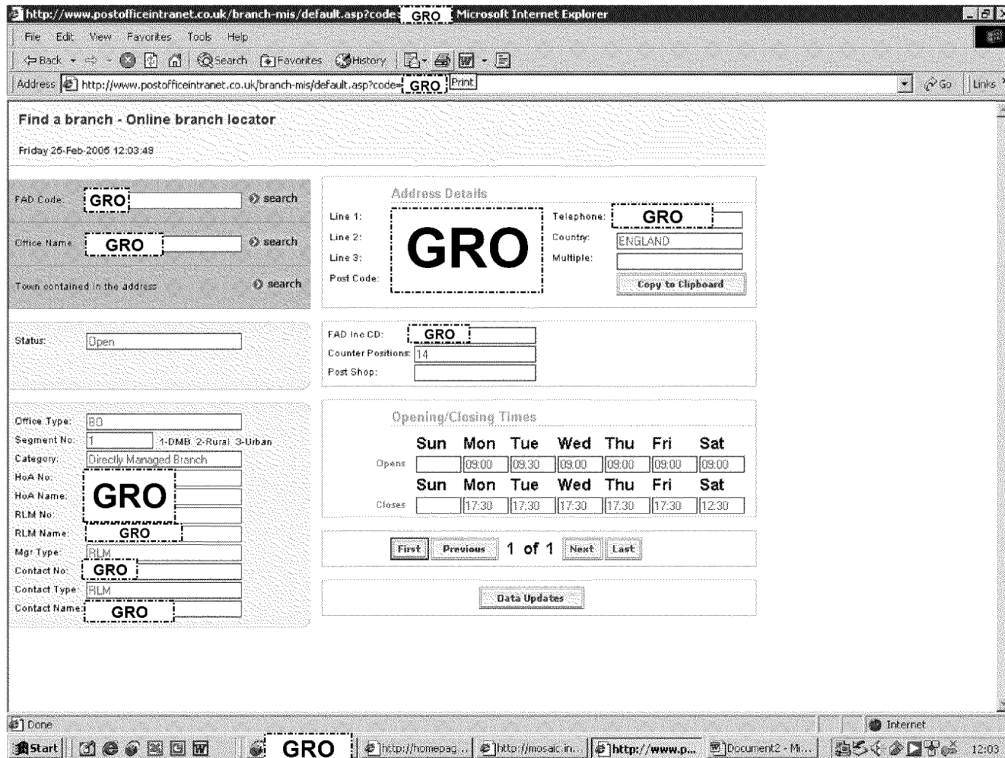 http://www.postofficeintranet.co.uk/branch-mis/default.asp?code= GRO Microsoft Internet Explorer
File Edit View Favorites Tools Help
Back Search Favorites History
Address http://www.postofficeintranet.co.uk/branch-mis/default.asp?code= GRO Print Go Links
Find a branch - Online branch locator
Friday 25-Feb-2005 12:03:49
FAD Code: GRO search
Office Name: GRO search
Town contained in the address search
Address Details
Line 1:
Line 2:
Line 3:
Post Code:
GRO
Telephone: GRO
Country: ENGLAND
Multiple:
Copy to Clipboard
Status: Open
FAD Inc CD: GRO
Counter Positions: 14
Post Shop:
Office Type: BO
Segment No: 1 1-DMB 2-Rural 3-Urban
Category: Directly Managed Branch
HoA No:
HoA Name:
RLM No:
GRO
RLM Name: GRO
Mgr Type: RLM
Contact No: GRO
Contact Type: RLM
Contact Name: GRO
Opening/Closing Times
Sun Mon Tue Wed Thu Fri Sat
Opens 09:00 09:30 09:00 09:00 09:00 09:00
Sun Mon Tue Wed Thu Fri Sat
Closes 17:30 17:30 17:30 17:30 17:30 12:30
First Previous 1 of 1 Next Last
Data Updates
Done Internet
Start GRO http://homepag... http://mosaic.in... http://www.p... Document2 - Mi... 12:03